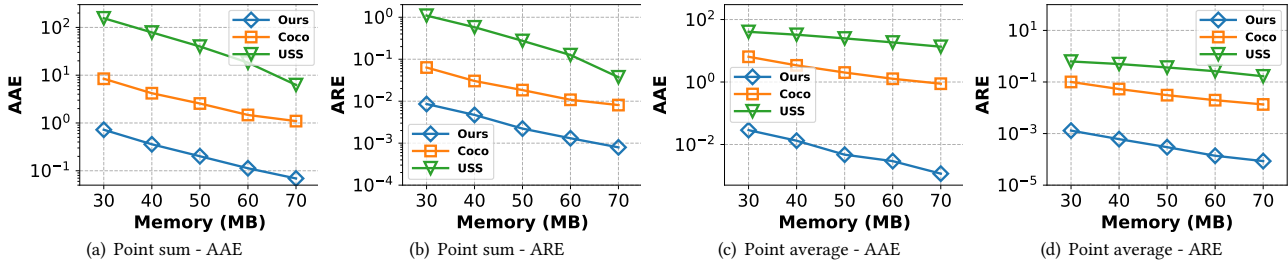 AAE
10²
10¹
10⁰
10⁻¹
30 40 50 60 70
Memory (MB)
Ours
Coco
USS
(a) Point sum - AAE
ARE
10⁰
10⁻¹
10⁻²
10⁻³
10⁻⁴
30 40 50 60 70
Memory (MB)
Ours
Coco
USS
(b) Point sum - ARE
AAE
10²
10⁰
10⁻²
30 40 50 60 70
Memory (MB)
Ours
Coco
USS
(c) Point average - AAE
ARE
10¹
10⁻¹
10⁻³
10⁻⁵
30 40 50 60 70
Memory (MB)
Ours
Coco
USS
(d) Point average - ARE